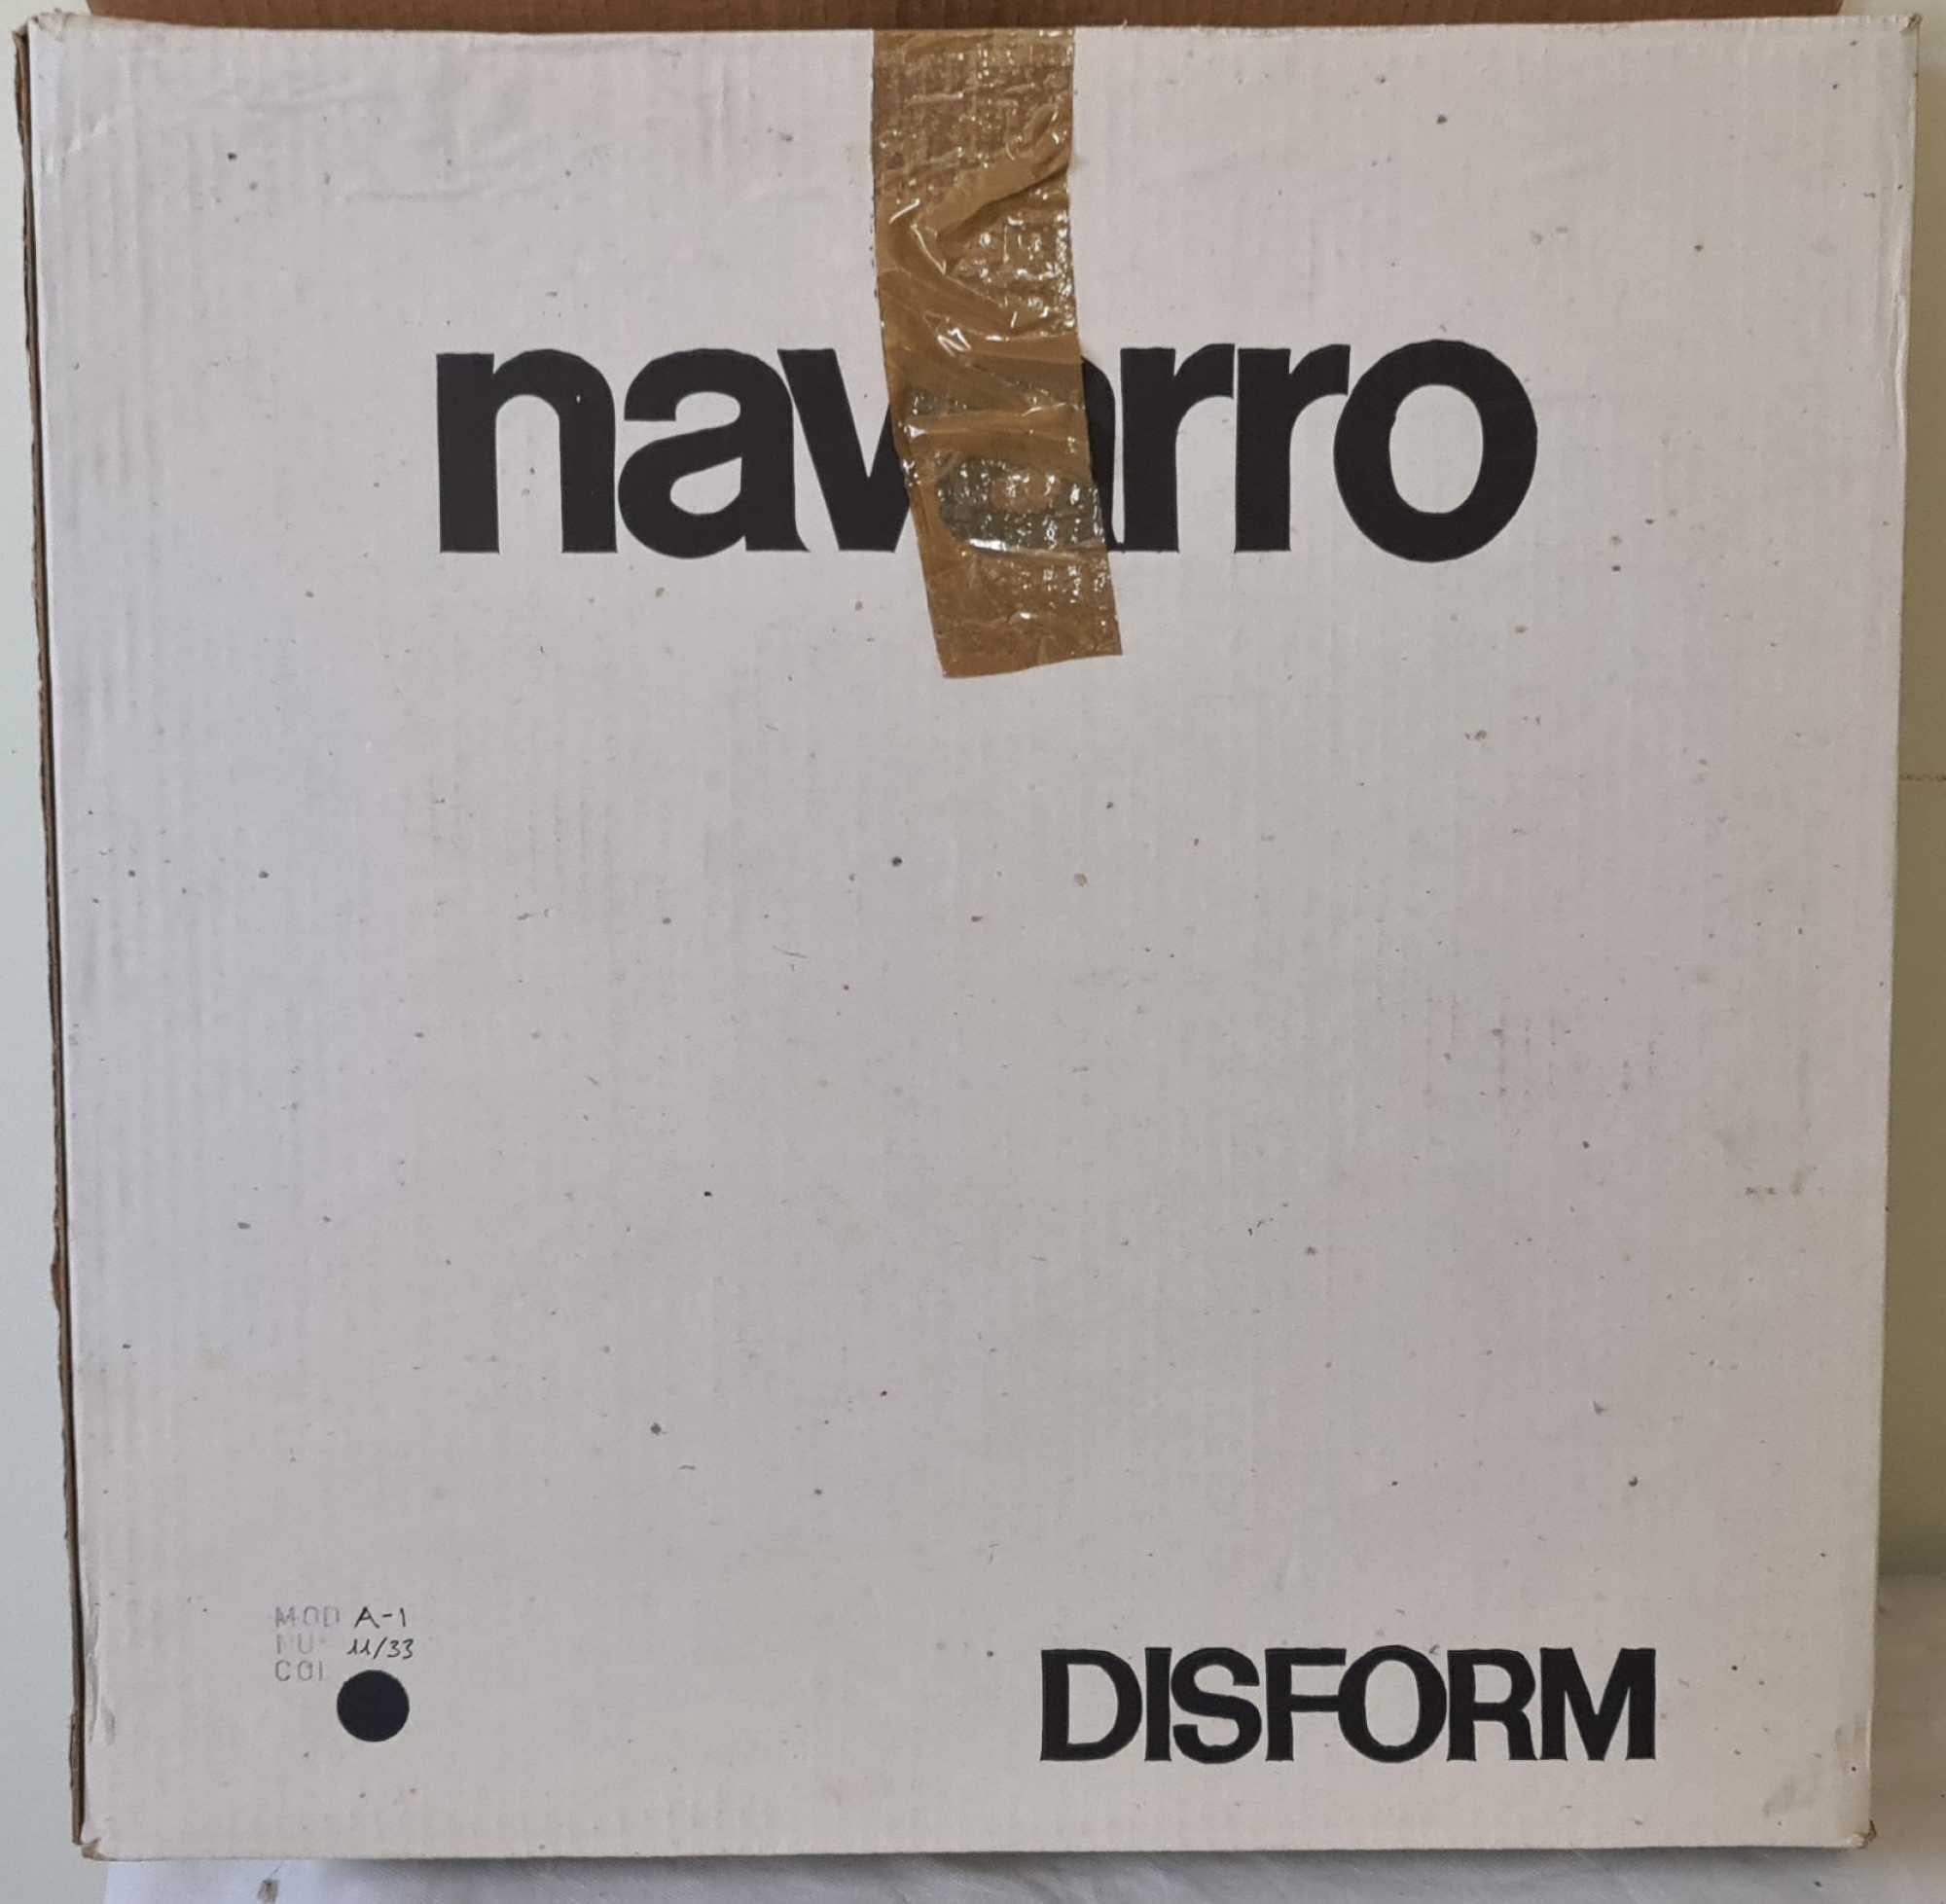 navarro
MOD A-1
NU 11/33
COL
DISFORM